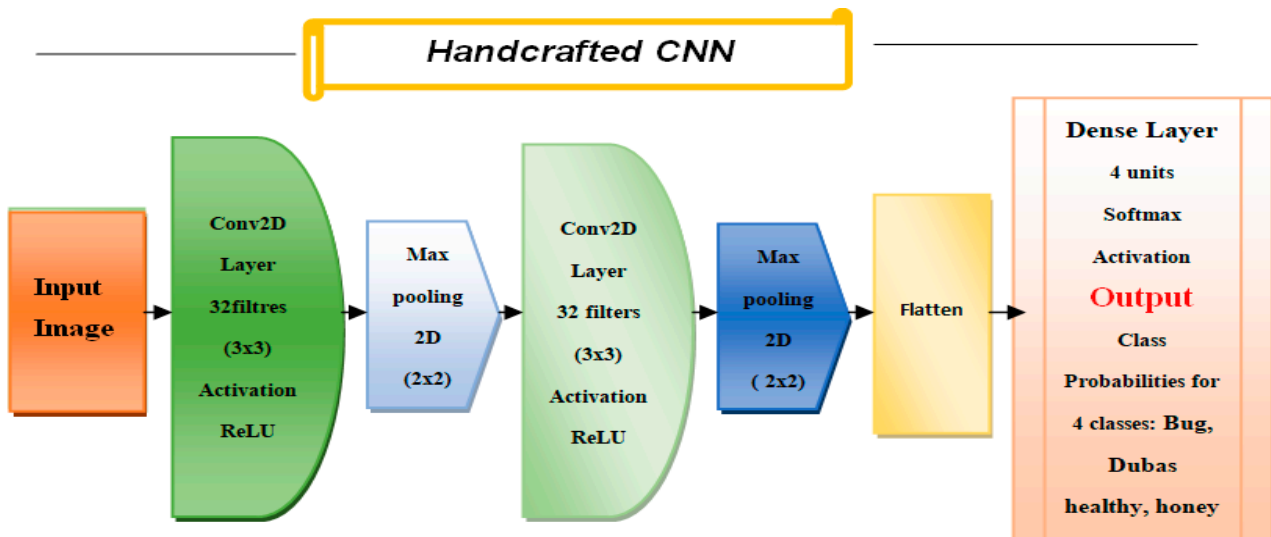 Handcrafted CNN
Input
Image
Conv2D
Layer
32filtres
(3x3)
Activation
ReLU
Max
pooling
2D
(2x2)
Conv2D
Layer
32 filters
(3x3)
Activation
ReLU
Max
pooling
2D
( 2x2)
Flatten
Dense Layer
4 units
Softmax
Activation
Output
Class
Probabilities for
4 classes: Bug,
Dubas
healthy, honey